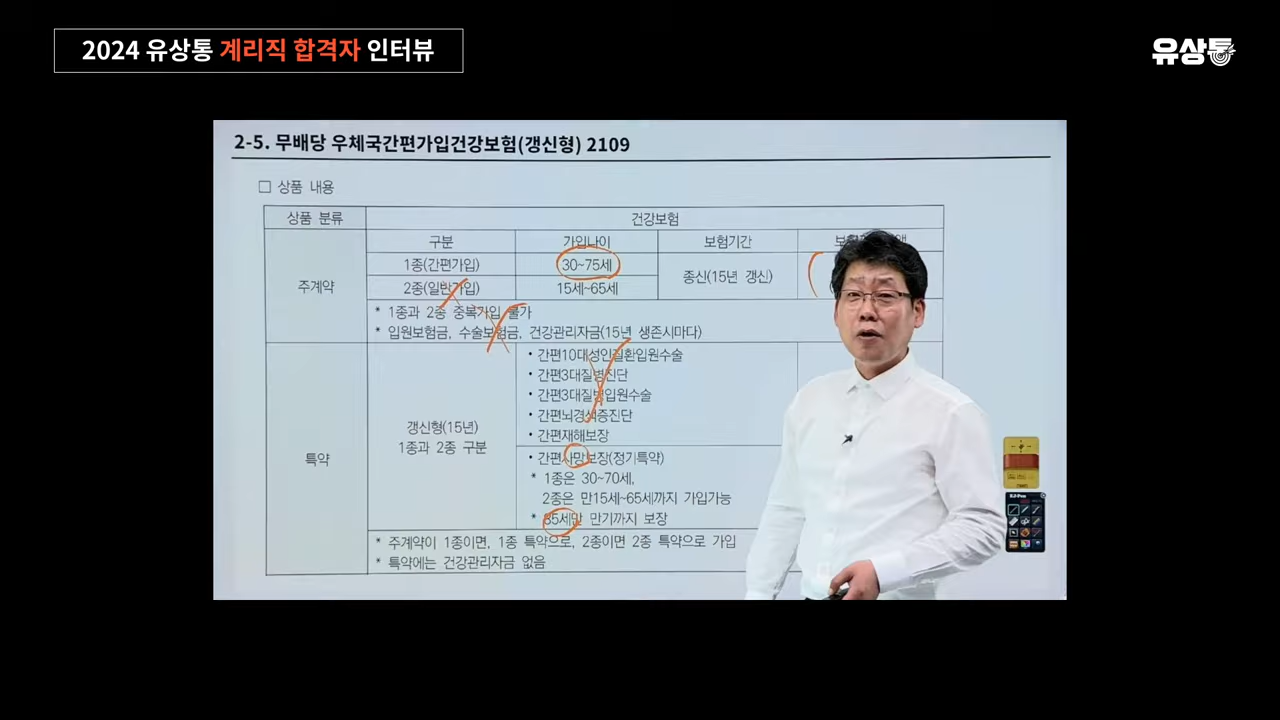 2024 유상통 계리직 합격자 인터뷰
유상통
2-5. 무배당 우체국간편가입건강보험(갱신형) 2109
□ 상품 내용
상품 분류
건강보험
주계약
구분
가입나이
보험기간
1종(간편가입)
30~75세
종신(15년 갱신)
2종(일반가입)
15세~65세
* 1종과 2종 중복가입 불가
* 입원보험금, 수술보험금, 건강관리자금(15년 생존시마다)
특약
갱신형(15년)
1종과 2종 구분
• 간편10대성인질환입원수술
• 간편3대질병진단
• 간편3대질병입원수술
• 간편뇌경색증진단
• 간편재해보장
• 간편사망보장(정기특약)
* 1종은 30~70세,
2종은 만15세~65세까지 가입가능
* 85세만 만기까지 보장
* 주계약이 1종이면, 1종 특약으로, 2종이면 2종 특약으로 가입
* 특약에는 건강관리자금 없음